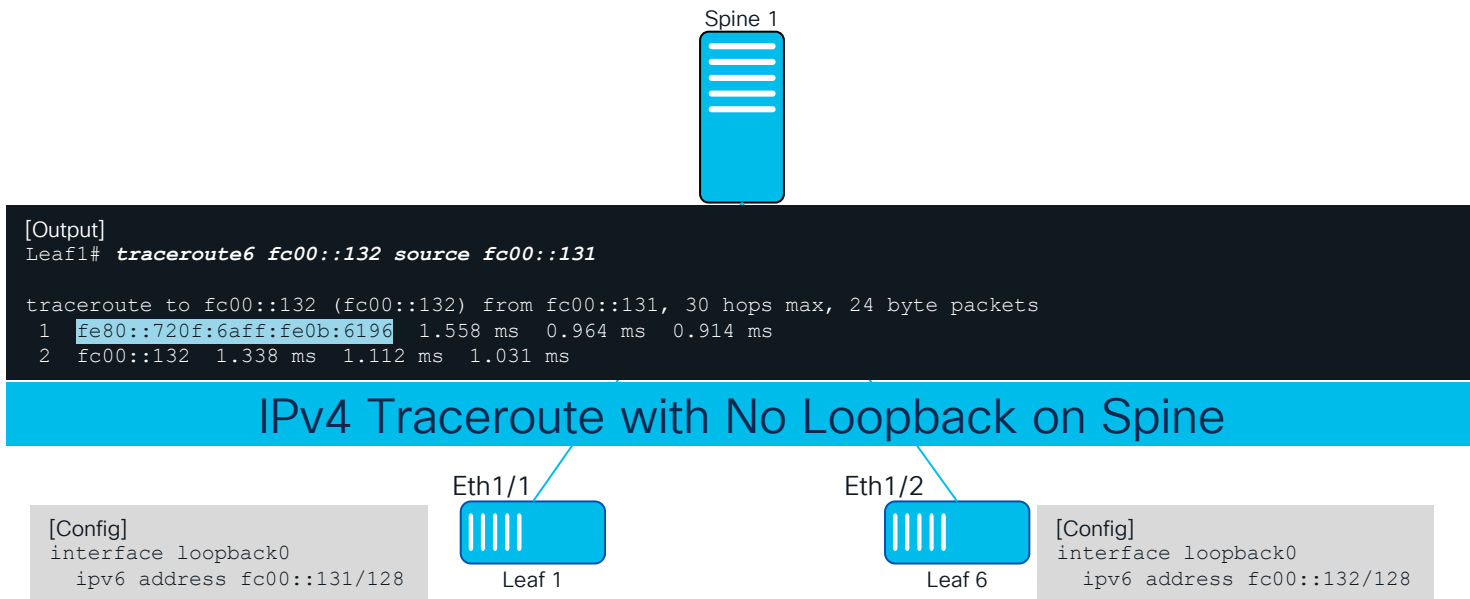 Spine 1
[Output]
Leaf1# traceroute6 fc00::132 source fc00::131
traceroute to fc00::132 (fc00::132) from fc00::131, 30 hops max, 24 byte packets
1 fe80::720f:6aff:fe0b:6196 1.558 ms 0.964 ms 0.914 ms
2 fc00::132 1.338 ms 1.112 ms 1.031 ms
IPv4 Traceroute with No Loopback on Spine
Eth1/1
Eth1/2
[Config]
interface loopback0
ipv6 address fc00::131/128
Leaf 1
Leaf 6
[Config]
interface loopback0
ipv6 address fc00::132/128